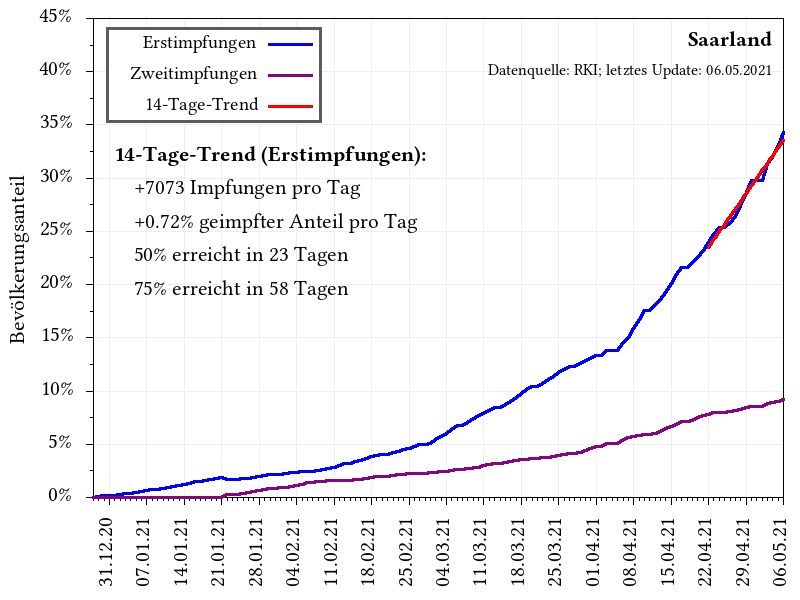 45%
40%
35%
30%
25%
20%
15%
10%
5%
0%
Bevölkerungsanteil
Erstimpfungen
Zweitimpfungen
14-Tage-Trend
Saarland
Datenquelle: RKI; letztes Update: 06.05.2021
14-Tage-Trend (Erstimpfungen):
+7073 Impfungen pro Tag
+0.72% geimpfter Anteil pro Tag
50% erreicht in 23 Tagen
75% erreicht in 58 Tagen
31.12.20
07.01.21
14.01.21
21.01.21
28.01.21
04.02.21
11.02.21
18.02.21
25.02.21
04.03.21
11.03.21
18.03.21
25.03.21
01.04.21
08.04.21
15.04.21
22.04.21
29.04.21
06.05.21